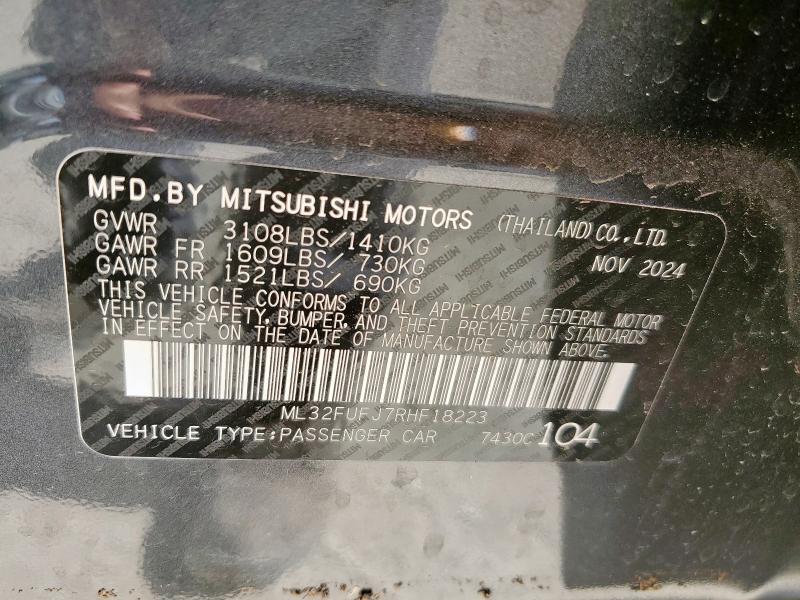 MFD.BY MITSUBISHI MOTORS (THAILAND)CO.,LTD.
GVWR 3108LBS/1410KG NOV 2024
GAWR FR 1609LBS/ 730KG
GAWR RR 1521LBS/ 690KG
THIS VEHICLE CONFORMS TO ALL APPLICABLE FEDERAL MOTOR
VEHICLE SAFETY, BUMPER, AND THEFT PREVENTION STANDARDS
IN EFFECT ON THE DATE OF MANUFACTURE SHOWN ABOVE.
ML32FUFJ7RHF18223
VEHICLE TYPE:PASSENGER CAR 7430C 104